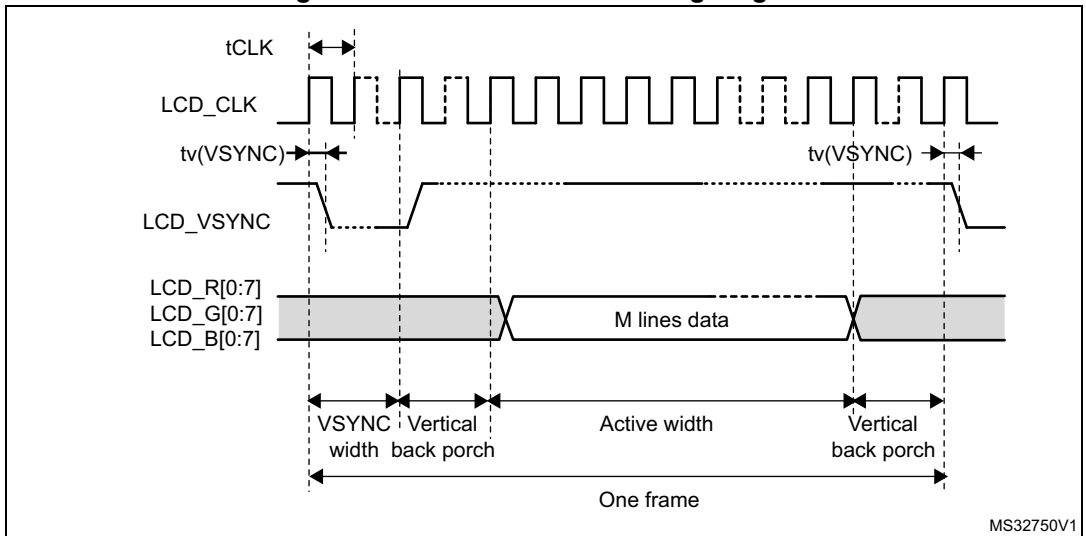 tCLK
LCD_CLK
tv(VSYNC)
tv(VSYNC)
LCD_VSYNC
LCD_R[0:7]
LCD_G[0:7]
LCD_B[0:7]
M lines data
VSYNC
width
Vertical
back porch
Active width
Vertical
back porch
One frame
MS32750V1